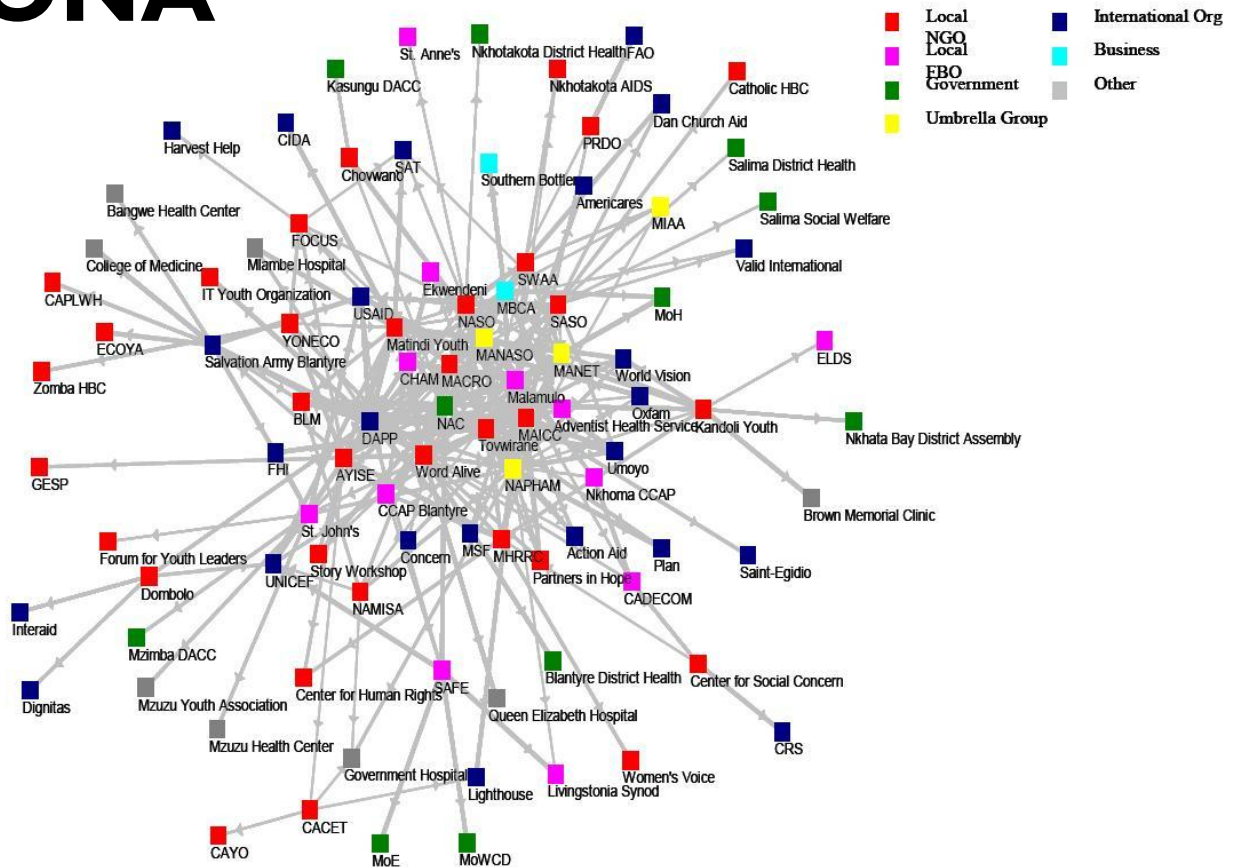 ONA
Local
NGO
Local
FBO
Government
Umbrella Group
International Org
Business
Other
St. Anne's
Nkhotakota District Health
FAO
Kasungu DACC
Nkhotakota AIDS
Catholic HBC
Harvest Help
CIDA
Dan Church Aid
Chovwano
SAT
PRDO
Southern Bottlers
Salima District Health
Americares
Bangwe Health Center
MIAA
Salima Social Welfare
FOCUS
College of Medicine
Mlambe Hospital
Valid International
CAPLWH
IT Youth Organization
Ekwendeni
SWAA
USAID
NASO
MBCA
SASO
MoH
ECOYA
YONECO
Matindi Youth
MANASO
ELDS
Zomba HBC
Salvation Army Blantyre
CHAM
MACRO
MANET
World Vision
Malamulo
BLM
DAPP
NAC
MAICC
Adventist Health Service
Oxfam
Kandoli Youth
Nkhata Bay District Assembly
Tovwirane
GESP
FHI
AYISE
Word Alive
NAPHAM
Umoyo
Nkhoma CCAP
CCAP Blantyre
Brown Memorial Clinic
St. John's
Forum for Youth Leaders
Story Workshop
Concern
MSF
MHRRC
Action Aid
Plan
Saint-Egidio
Dombolo
UNICEF
Partners in Hope
CADECOM
NAMISA
Interaid
Mzimba DACC
Blantyre District Health
Center for Social Concern
Dignitas
Mzuzu Youth Association
Center for Human Rights
SAFE
Queen Elizabeth Hospital
Mzuzu Health Center
CRS
Government Hospital
Lighthouse
Livingstonia Synod
Women's Voice
CACET
CAYO
MoE
MoWCD